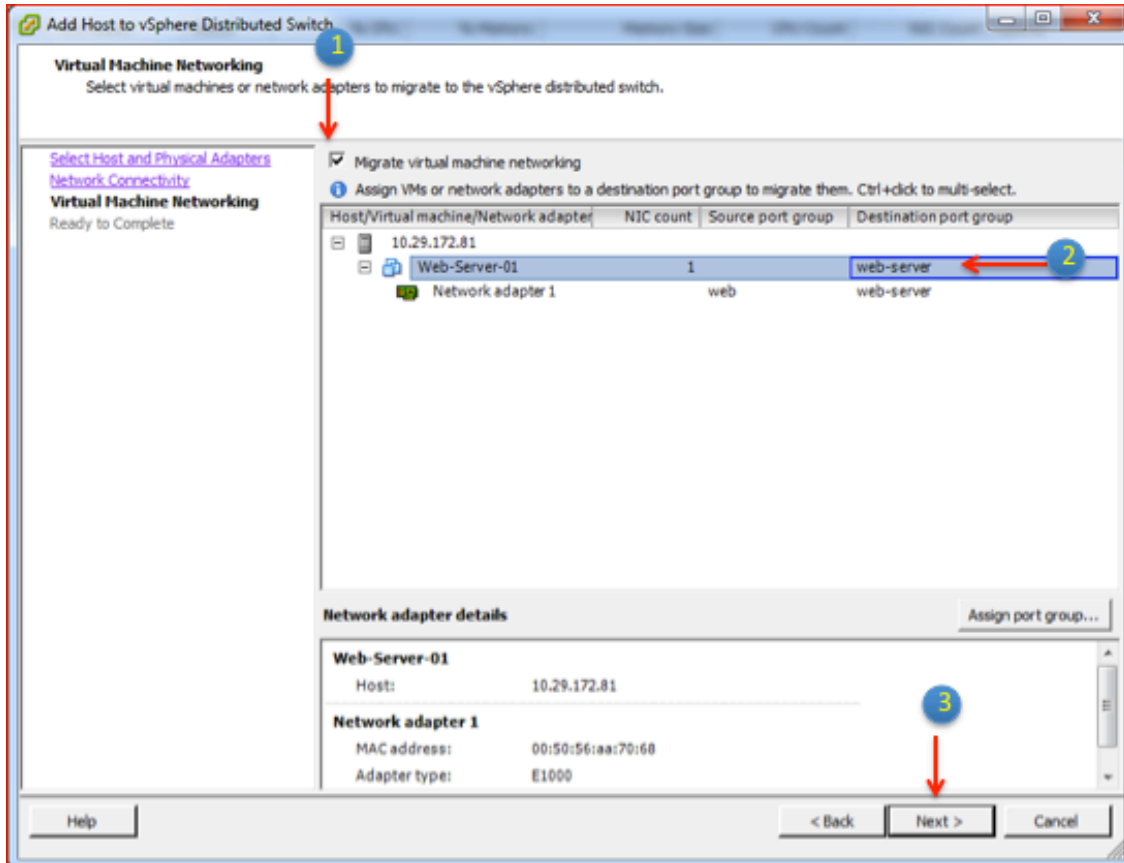 Add Host to vSphere Distributed Switch
1
Virtual Machine Networking
Select virtual machines or network adapters to migrate to the vSphere distributed switch.
Select Host and Physical Adapters
Network Connectivity
Virtual Machine Networking
Ready to Complete
Migrate virtual machine networking
Assign VMs or network adapters to a destination port group to migrate them. Ctrl+click to multi-select.
Host/Virtual machine/Network adapter NIC count Source port group Destination port group
10.29.172.81
Web-Server-01 1 web-server 2
Network adapter 1 web web-server
Network adapter details Assign port group...
Web-Server-01
Host: 10.29.172.81
3
Network adapter 1
MAC address: 00:50:56:aa:70:68
Adapter type: E1000
Help < Back Next > Cancel